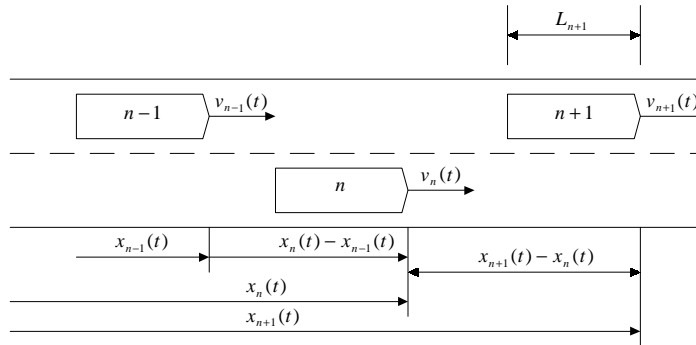 L_{n+1}
n−1 v_{n−1}(t) n+1 v_{n+1}(t)
n v_n(t)
x_{n−1}(t) x_n(t)−x_{n−1}(t) x_{n+1}(t)−x_n(t)
x_n(t)
x_{n+1}(t)